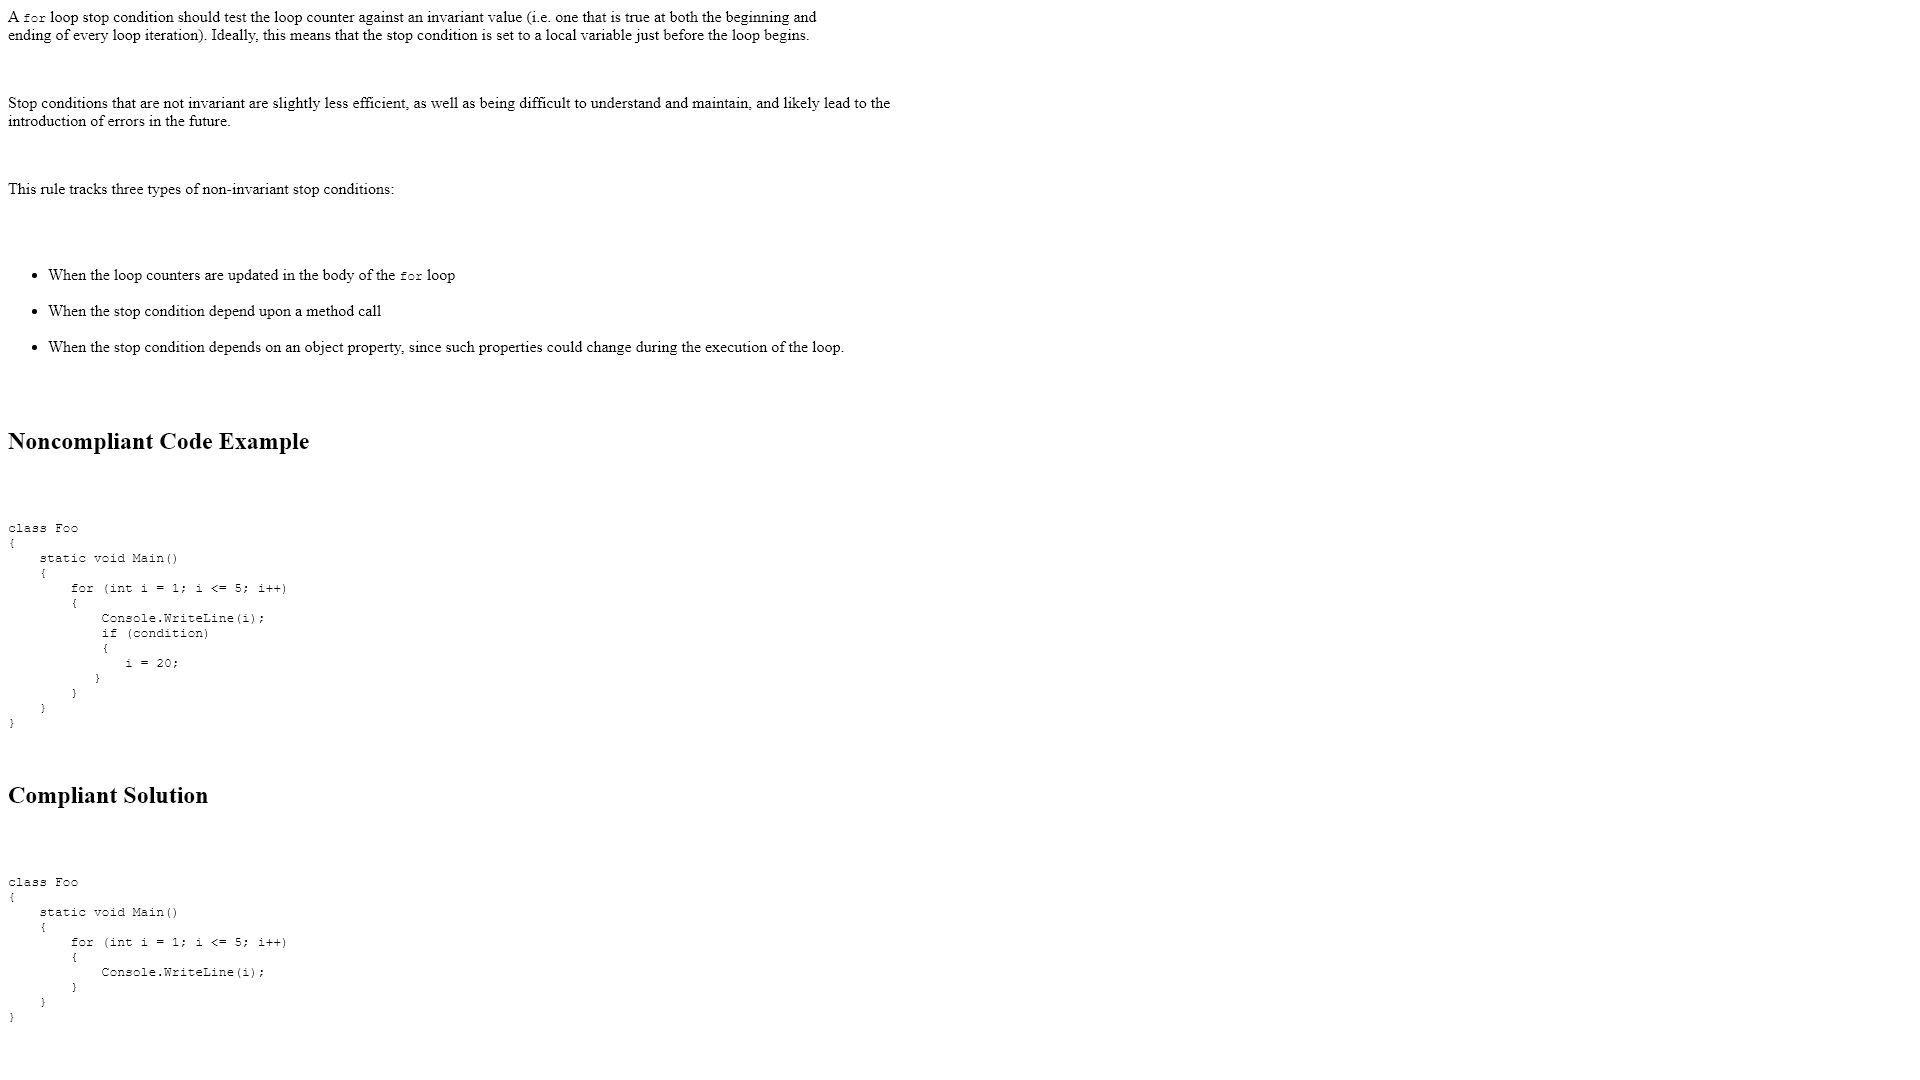 A for loop stop condition should test the loop counter against an invariant value (i.e. one that is true at both the beginning and
ending of every loop iteration). Ideally, this means that the stop condition is set to a local variable just before the loop begins.
Stop conditions that are not invariant are slightly less efficient, as well as being difficult to understand and maintain, and likely lead to the
introduction of errors in the future.
This rule tracks three types of non-invariant stop conditions:
• When the loop counters are updated in the body of the for loop
• When the stop condition depend upon a method call
• When the stop condition depends on an object property, since such properties could change during the execution of the loop.
Noncompliant Code Example
class Foo
{
    static void Main()
    {
        for (int i = 1; i <= 5; i++)
        {
            Console.WriteLine(i);
            if (condition)
            {
               i = 20;
           }
        }
    }
}
Compliant Solution
class Foo
{
    static void Main()
    {
        for (int i = 1; i <= 5; i++)
        {
            Console.WriteLine(i);
        }
    }
}